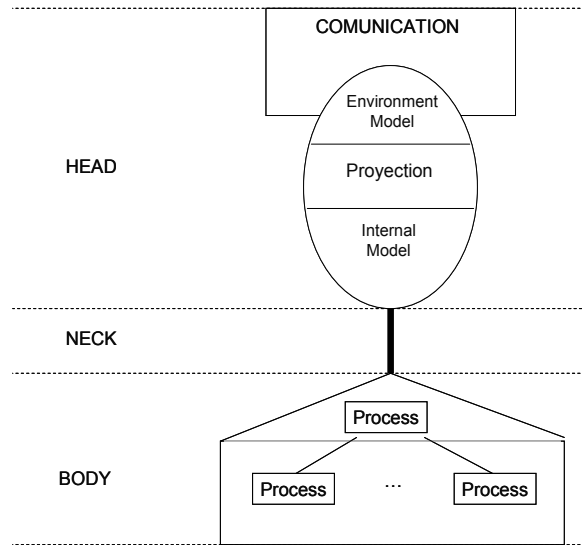 COMUNICATION
Environment
Model
HEAD
Proyection
Internal
Model
NECK
Process
BODY
Process
...
Process